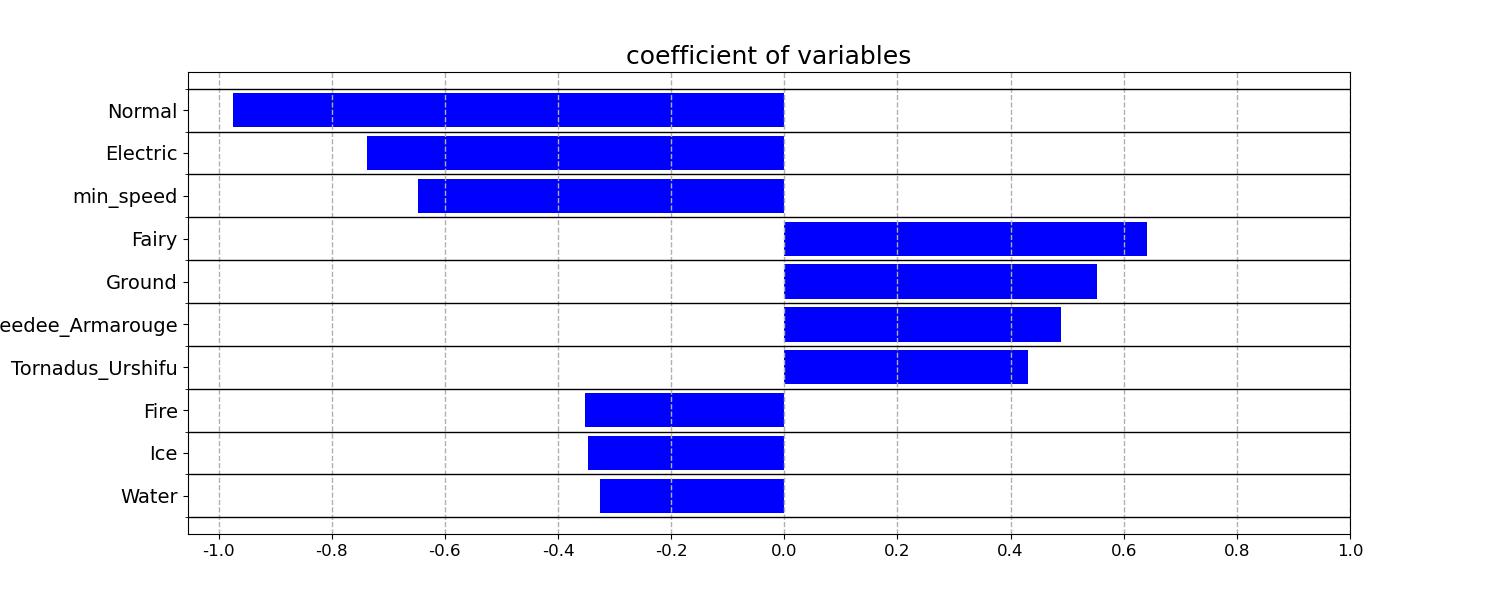 coefficient of variables
Normal
Electric
min_speed
Fairy
Ground
eedee_Armarouge
Tornadus_Urshifu
Fire
Ice
Water
-1.0 -0.8 -0.6 -0.4 -0.2 0.0 0.2 0.4 0.6 0.8 1.0